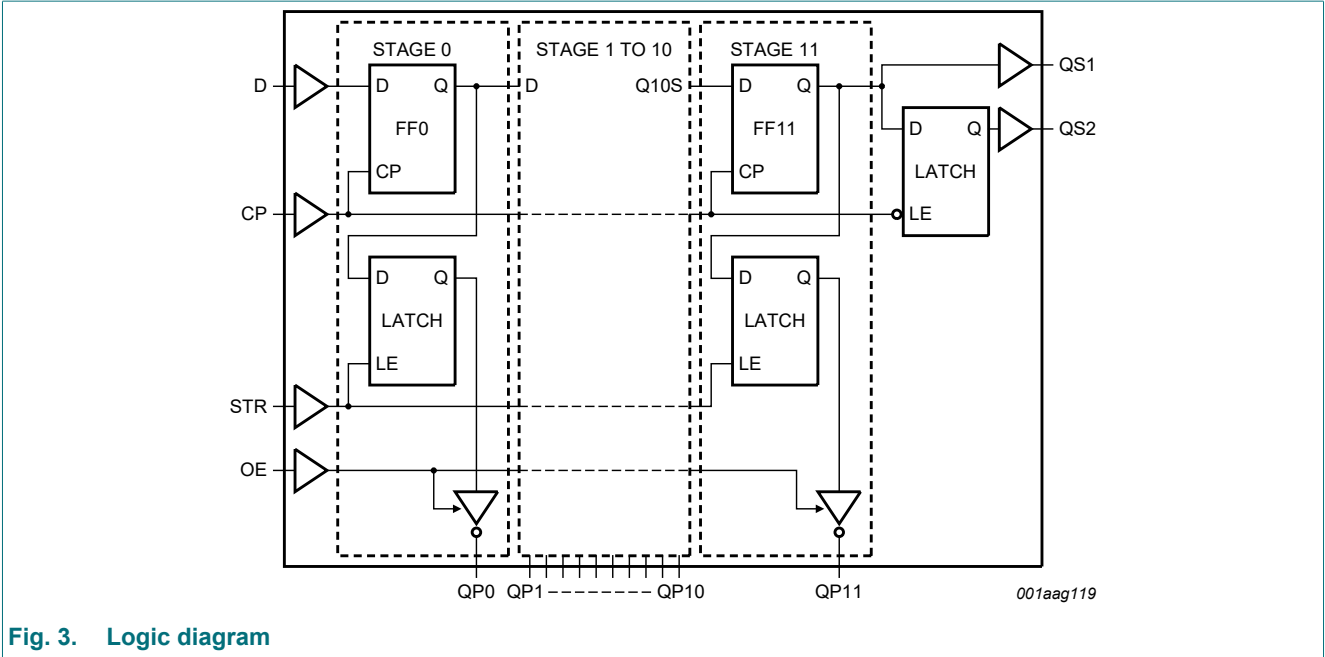 STAGE 0
STAGE 1 TO 10
STAGE 11
D
D
Q
D
Q10S
D
Q
QS1
FF0
FF11
D
Q
QS2
CP
CP
LATCH
CP
LE
D
Q
D
Q
LATCH
LATCH
LE
LE
STR
OE
QP0
QP1
QP10
QP11
001aag119
Fig. 3. Logic diagram